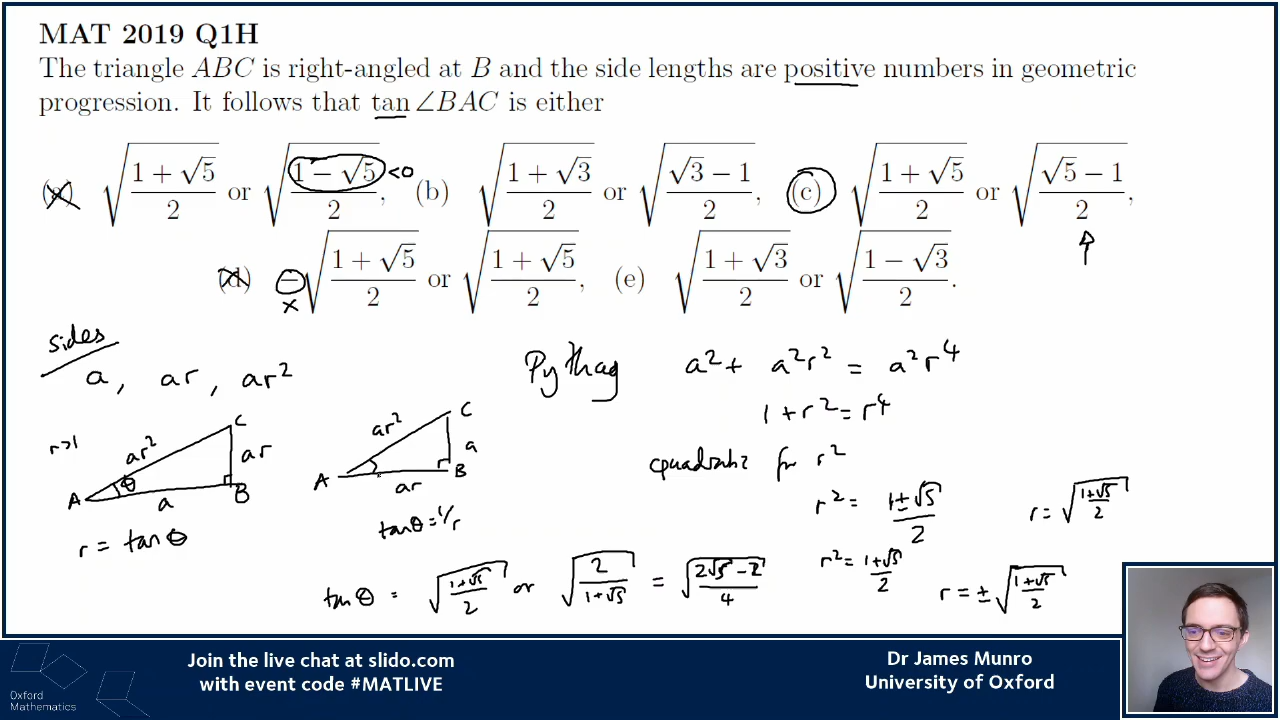 MAT 2019 Q1H
The triangle ABC is right-angled at B and the side lengths are positive numbers in geometric
progression. It follows that tan ∠BAC is either
(a) √((1 + √5)/2) or √((1 − √5)/2), <0 (b) √((1 + √3)/2) or √((√3 − 1)/2), (c) √((1 + √5)/2) or √((√5 − 1)/2),
(d) −√((1 + √5)/2) or √((1 + √5)/2), (e) √((1 + √3)/2) or √((1 − √3)/2).
x
sides
a, ar, ar²
r>1
A θ B C
ar²
ar
a
r = tan θ
A B C
ar²
a
ar
tanθ = 1/r
Pythag a² + a²r² = a²r⁴
1 + r² = r⁴
quadratic for r²
r² = (1±√5)/2
r = √((1+√5)/2)
r² = (1+√5)/2
r = ±√((1+√5)/2)
tan θ = √((1+√5)/2) or √(2/(1+√5)) = √((2√5 − 2)/4)
Oxford
Mathematics
Join the live chat at slido.com
with event code #MATLIVE
Dr James Munro
University of Oxford